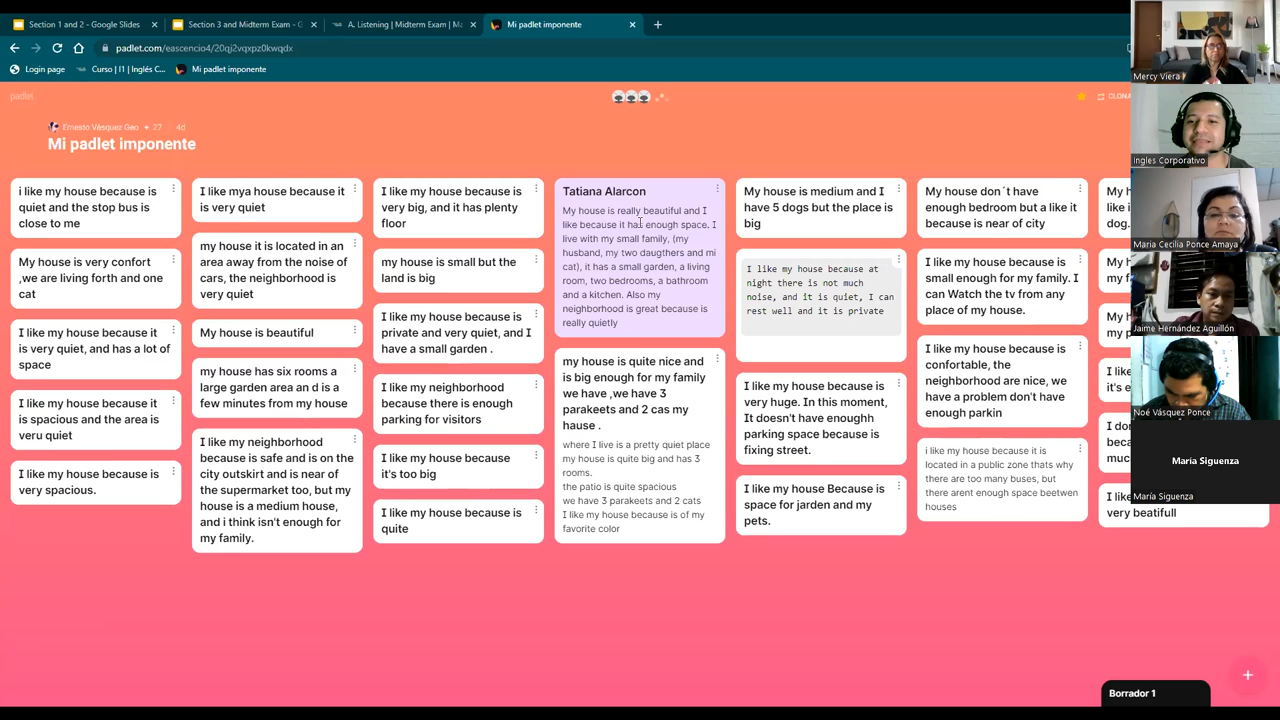 Section 1 and 2 - Google Slides
Section 3 and Midterm Exam - G
A. Listening | Midterm Exam | Ma
Mi padlet imponente
padlet.com/eascencio4/20qj2vqxpz0kwqdx
Login page
Curso | I1 | Inglés C...
Mi padlet imponente
padlet
CLONA
Ernesto Vásquez Geo + 27 4d
Mi padlet imponente
i like my house because is
quiet and the stop bus is
close to me
My house is very confort
,we are living forth and one
cat
I like my house because it
is very quiet, and has a lot of
space
I like my house because it
is spacious and the area is
veru quiet
I like my house because is
very spacious.
I like mya house because it
is very quiet
my house it is located in an
area away from the noise of
cars, the neighborhood is
very quiet
My house is beautiful
my house has six rooms a
large garden area an d is a
few minutes from my house
I like my neighborhood
because is safe and is on the
city outskirt and is near of
the supermarket too, but my
house is a medium house,
and i think isn't enough for
my family.
I like my house because is
very big, and it has plenty
floor
my house is small but the
land is big
I like my house because is
private and very quiet, and I
have a small garden .
I like my neighborhood
because there is enough
parking for visitors
I like my house because
it's too big
I like my house because is
quite
Tatiana Alarcon
My house is really beautiful and I
like because it has enough space. I
live with my small family, (my
husband, my two daugthers and mi
cat), it has a small garden, a living
room, two bedrooms, a bathroom
and a kitchen. Also my
neighborhood is great because is
really quietly
my house is quite nice and
is big enough for my family
we have ,we have 3
parakeets and 2 cas my
hause .
where I live is a pretty quiet place
my house is quite big and has 3
rooms.
the patio is quite spacious
we have 3 parakeets and 2 cats
I like my house because is of my
favorite color
My house is medium and I
have 5 dogs but the place is
big
I like my house because at
night there is not much
noise, and it is quiet, I can
rest well and it is private
I like my house because is
very huge. In this moment,
It doesn't have enoughh
parking space because is
fixing street.
I like my house Because is
space for jarden and my
pets.
My house don´t have
enough bedroom but a like it
because is near of city
I like my house because is
small enough for my family. I
can Watch the tv from any
place of my house.
I like my house because is
confortable, the
neighborhood are nice, we
have a problem don't have
enough parkin
i like my house because it is
located in a public zone thats why
there are too many buses, but
there arent enough space beetwen
houses
My h
dog.
My h
my f
My h
my
I like
it's e
I don
becau
muc
I like
very beatifull
Borrador 1
Mercy Viera
Ingles Corporativo
Maria Cecilia Ponce Amaya
Jaime Hernández Aguillón
Noé Vásquez Ponce
María Siguenza
María Siguenza